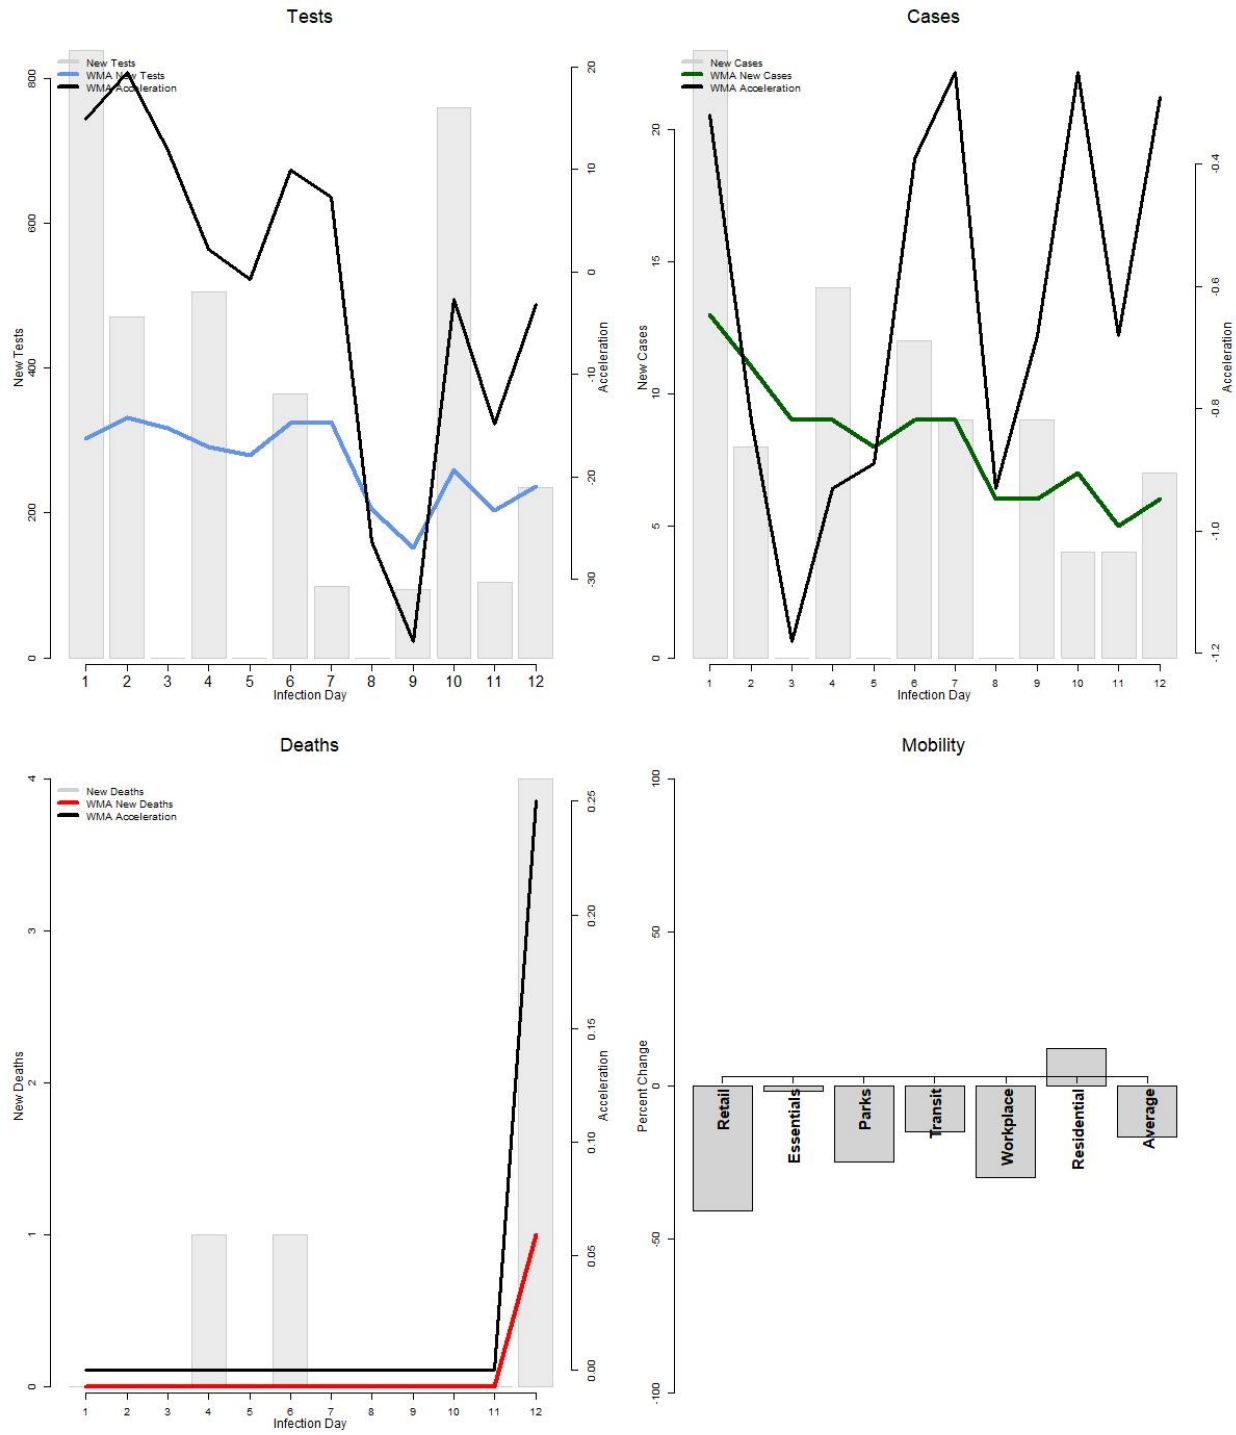 Tests
New Tests
WMA New Tests
WMA Acceleration
New Tests
0
200
400
600
800
Acceleration
-30
-20
-10
0
10
20
1 2 3 4 5 6 7 8 9 10 11 12
Infection Day
Cases
New Cases
WMA New Cases
WMA Acceleration
New Cases
0
5
10
15
20
Acceleration
-1.2
-1.0
-0.8
-0.6
-0.4
1 2 3 4 5 6 7 8 9 10 11 12
Infection Day
Deaths
New Deaths
WMA New Deaths
WMA Acceleration
New Deaths
0
1
2
3
4
Acceleration
0.00
0.05
0.10
0.15
0.20
0.25
1 2 3 4 5 6 7 8 9 10 11 12
Infection Day
Mobility
Percent Change
-100
-50
0
50
100
Retail
Essentials
Parks
Transit
Workplace
Residential
Average